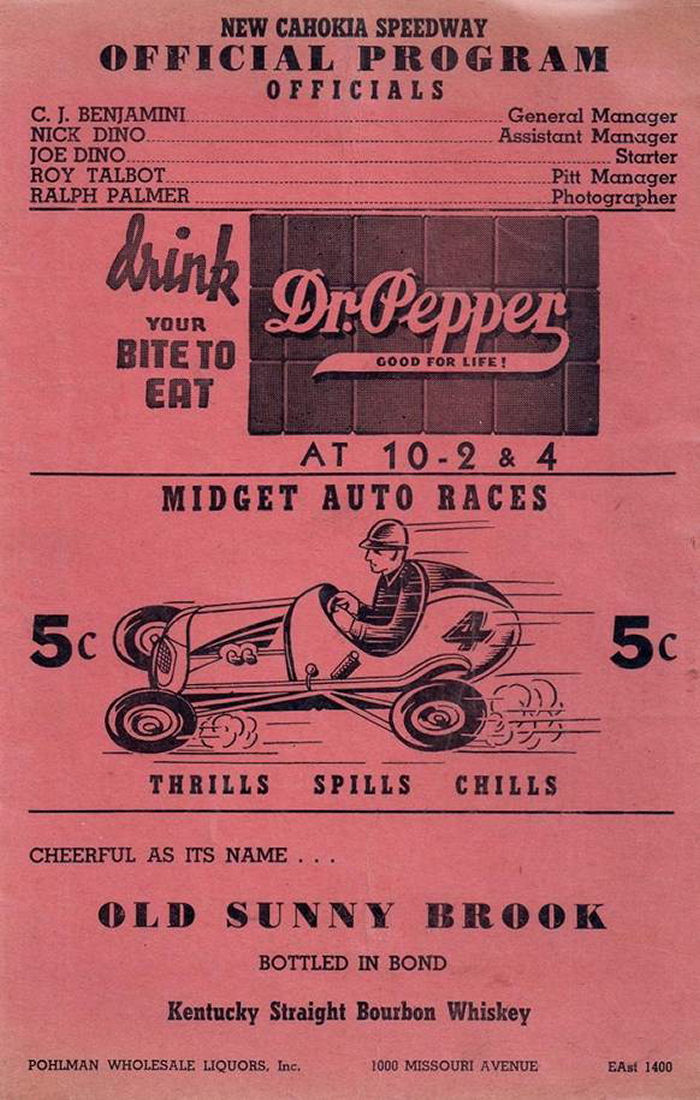 NEW CAHOKIA SPEEDWAY
OFFICIAL PROGRAM
OFFICIALS
C. J. BENJAMINI General Manager
NICK DINO Assistant Manager
JOE DINO Starter
ROY TALBOT Pitt Manager
RALPH PALMER Photographer
drink
YOUR
BITE TO
EAT
Dr. Pepper
GOOD FOR LIFE!
AT 10-2 & 4
MIDGET AUTO RACES
5c 5c
4
THRILLS SPILLS CHILLS
CHEERFUL AS ITS NAME . . .
OLD SUNNY BROOK
BOTTLED IN BOND
Kentucky Straight Bourbon Whiskey
POHLMAN WHOLESALE LIQUORS, Inc. 1000 MISSOURI AVENUE EAst 1400